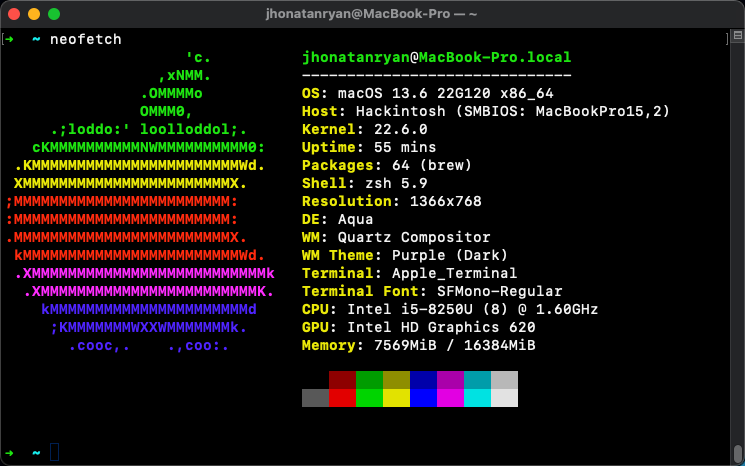 jhonatanryan@MacBook-Pro — ~
[➜  ~ neofetch ]
'c.
,xNMM.
.OMMMMo
OMMM0,
.;loddo:' loolloddol;.
cKMMMMMMMMMMNWMMMMMMMMMM0:
.KMMMMMMMMMMMMMMMMMMMMMMMWd.
XMMMMMMMMMMMMMMMMMMMMMMMX.
;MMMMMMMMMMMMMMMMMMMMMMMM:
:MMMMMMMMMMMMMMMMMMMMMMMM:
.MMMMMMMMMMMMMMMMMMMMMMMMX.
kMMMMMMMMMMMMMMMMMMMMMMMMWd.
.XMMMMMMMMMMMMMMMMMMMMMMMMMMk
.XMMMMMMMMMMMMMMMMMMMMMMMMK.
kMMMMMMMMMMMMMMMMMMMMMMd
;KMMMMMMMWXXWMMMMMMMk.
.cooc,.    .,coo:.
jhonatanryan@MacBook-Pro.local
------------------------------
OS: macOS 13.6 22G120 x86_64
Host: Hackintosh (SMBIOS: MacBookPro15,2)
Kernel: 22.6.0
Uptime: 55 mins
Packages: 64 (brew)
Shell: zsh 5.9
Resolution: 1366x768
DE: Aqua
WM: Quartz Compositor
WM Theme: Purple (Dark)
Terminal: Apple_Terminal
Terminal Font: SFMono-Regular
CPU: Intel i5-8250U (8) @ 1.60GHz
GPU: Intel HD Graphics 620
Memory: 7569MiB / 16384MiB
➜  ~